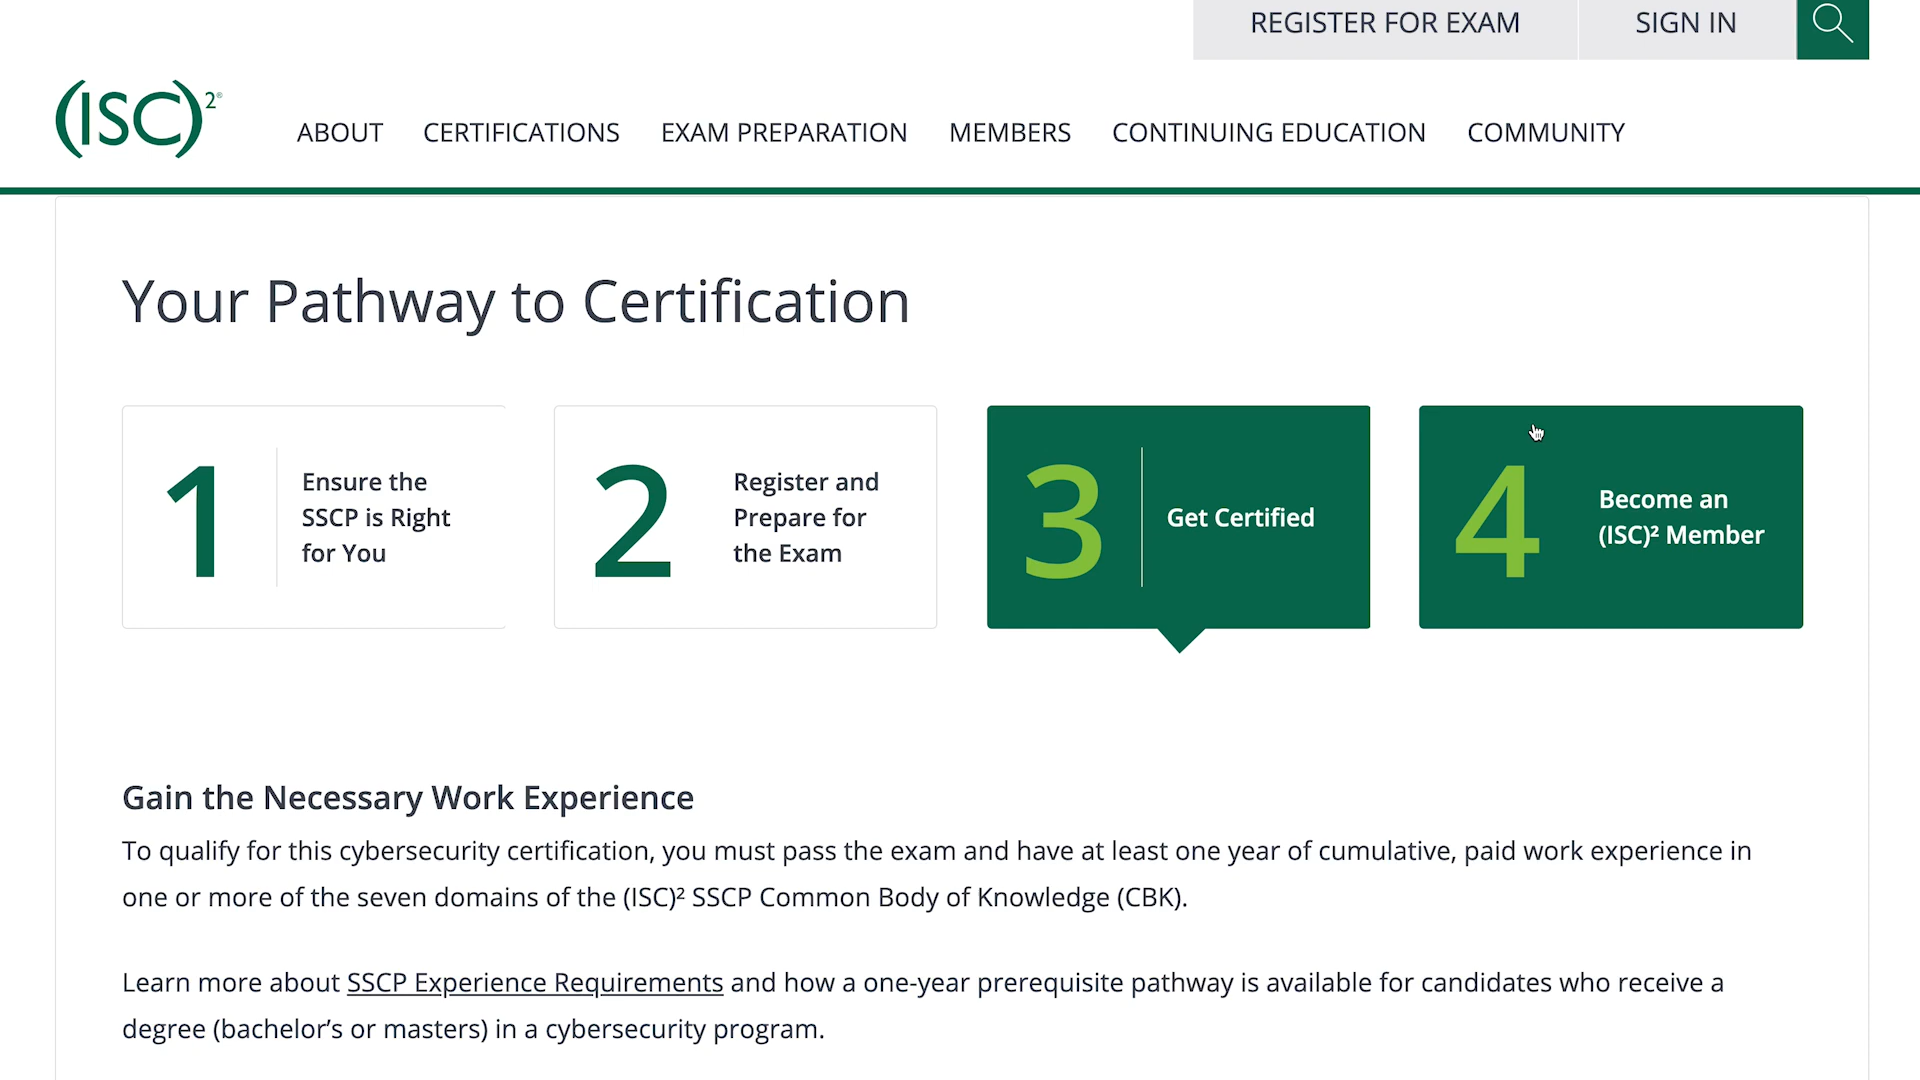 REGISTER FOR EXAM
SIGN IN
(ISC)²®
ABOUT
CERTIFICATIONS
EXAM PREPARATION
MEMBERS
CONTINUING EDUCATION
COMMUNITY
Your Pathway to Certification
1
Ensure the
SSCP is Right
for You
2
Register and
Prepare for
the Exam
3
Get Certified
4
Become an
(ISC)² Member
Gain the Necessary Work Experience
To qualify for this cybersecurity certification, you must pass the exam and have at least one year of cumulative, paid work experience in
one or more of the seven domains of the (ISC)² SSCP Common Body of Knowledge (CBK).
Learn more about SSCP Experience Requirements and how a one-year prerequisite pathway is available for candidates who receive a
degree (bachelor’s or masters) in a cybersecurity program.